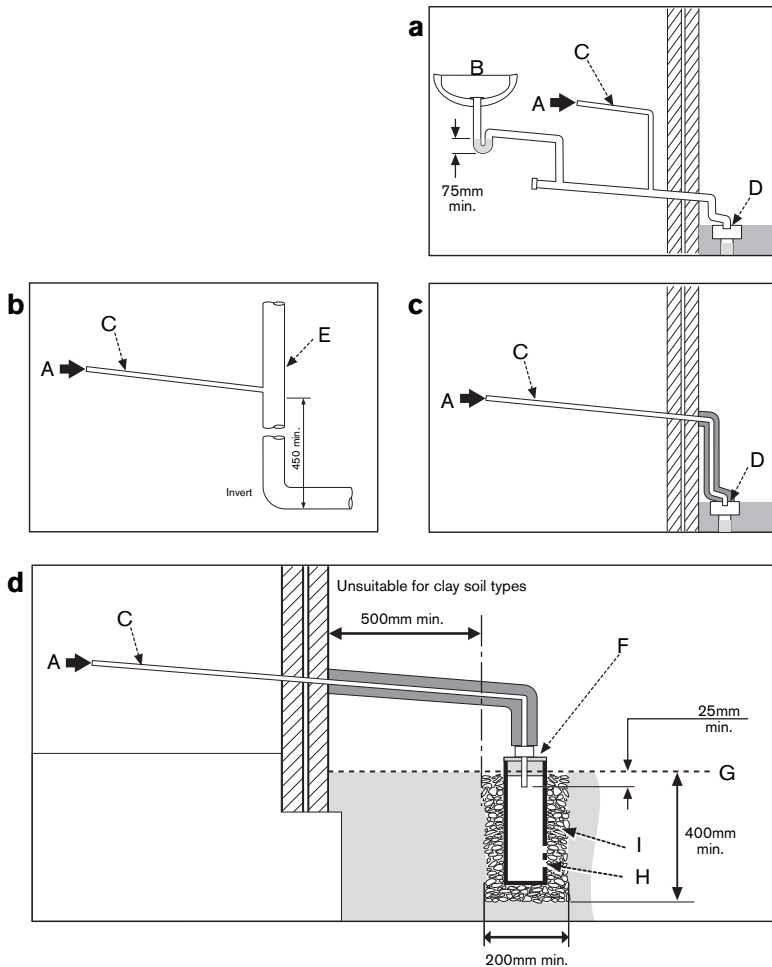 a
B
C
A
75mm
min.
D
b
C
E
A
450 min.
Invert
c
C
A
D
d
Unsuitable for clay soil types
C
500mm min.
F
A
25mm
min.
G
I
400mm
min.
H
200mm min.